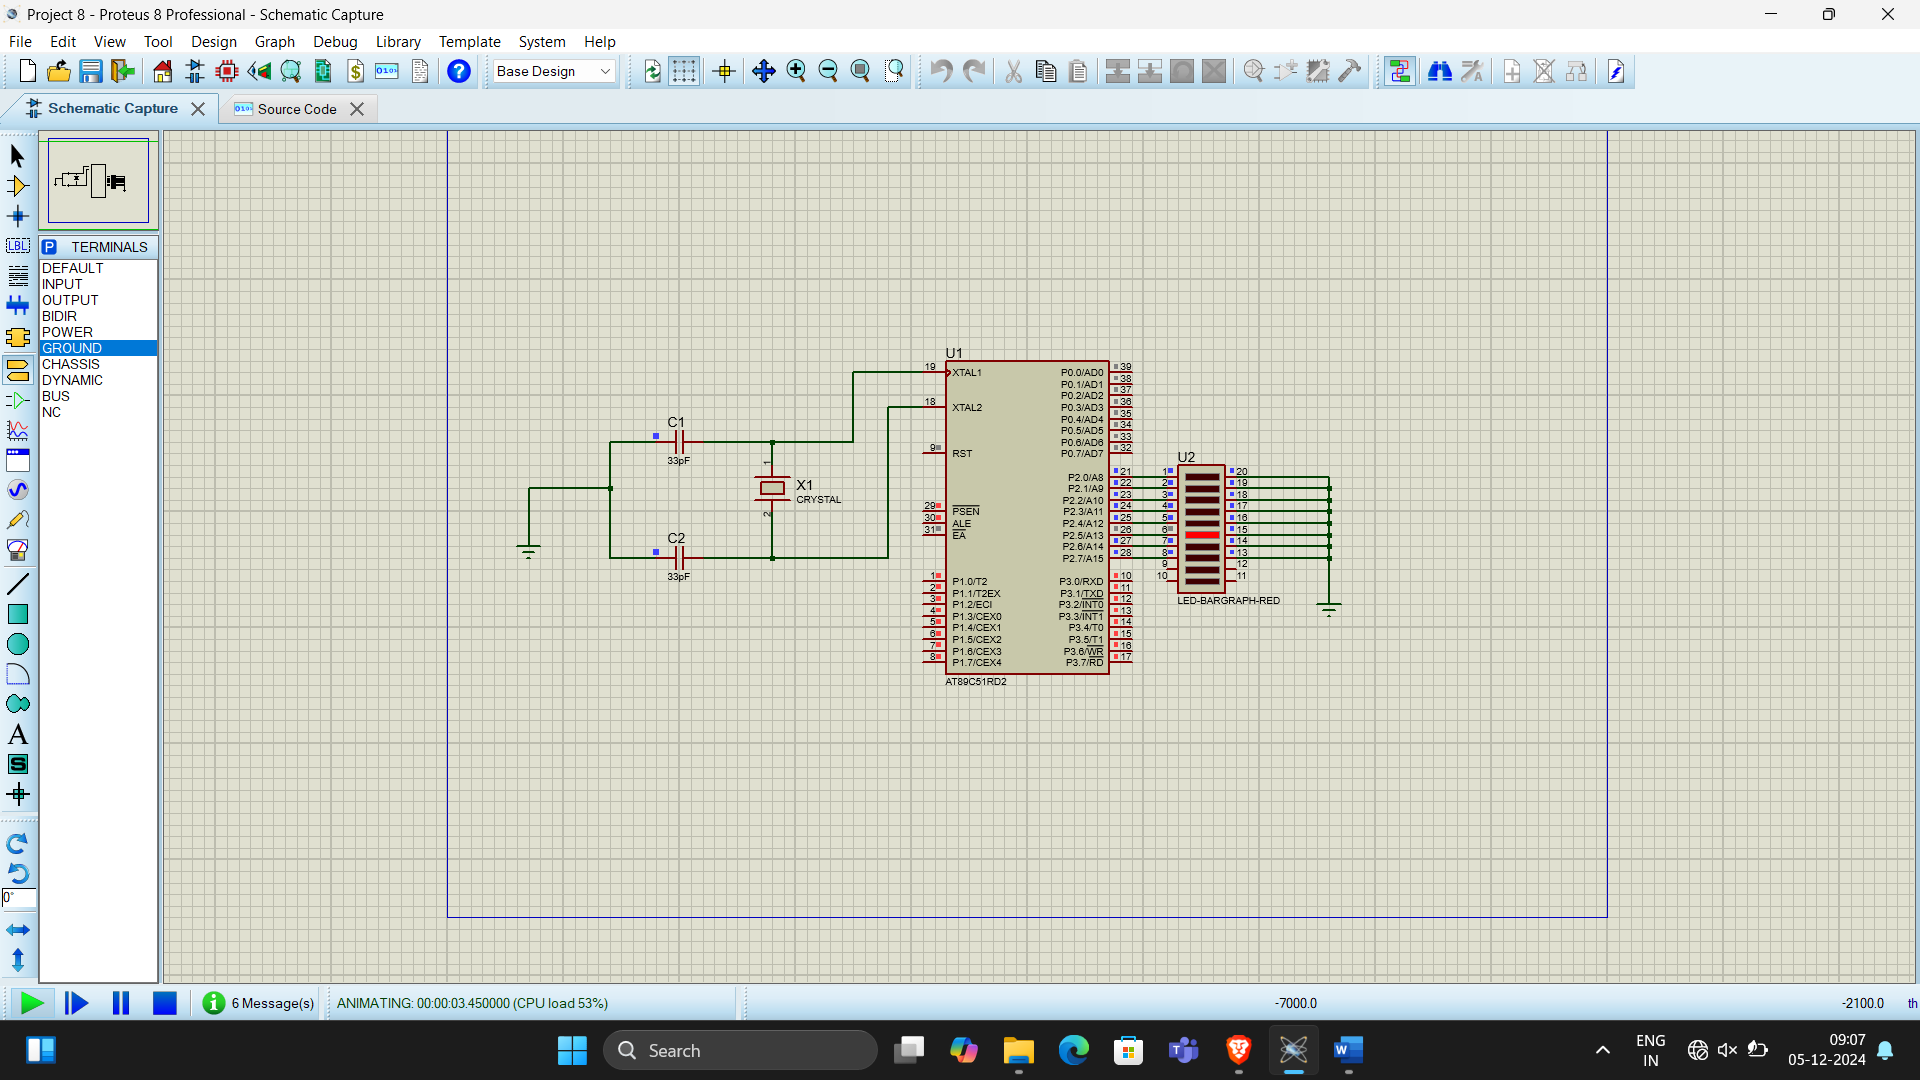 Project 8 - Proteus 8 Professional - Schematic Capture
File Edit View Tool Design Graph Debug Library Template System Help
Base Design
Schematic Capture
Source Code
LBL
P TERMINALS
DEFAULT
INPUT
OUTPUT
BIDIR
POWER
GROUND
CHASSIS
DYNAMIC
BUS
NC
A
S
0°
C1
33pF
C2
33pF
1
2
X1
CRYSTAL
U1
19 XTAL1 P0.0/AD0 39
P0.1/AD1 38
P0.2/AD2 37
18 XTAL2 P0.3/AD3 36
P0.4/AD4 35
P0.5/AD5 34
P0.6/AD6 33
9 RST P0.7/AD7 32
P2.0/A8 21
P2.1/A9 22
P2.2/A10 23
29 PSEN P2.3/A11 24
30 ALE P2.4/A12 25
31 EA P2.5/A13 26
P2.6/A14 27
P2.7/A15 28
1 P1.0/T2 P3.0/RXD 10
2 P1.1/T2EX P3.1/TXD 11
3 P1.2/ECI P3.2/INT0 12
4 P1.3/CEX0 P3.3/INT1 13
5 P1.4/CEX1 P3.4/T0 14
6 P1.5/CEX2 P3.5/T1 15
7 P1.6/CEX3 P3.6/WR 16
8 P1.7/CEX4 P3.7/RD 17
AT89C51RD2
U2
1 20
2 19
3 18
4 17
5 16
6 15
7 14
8 13
9 12
10 11
LED-BARGRAPH-RED
6 Message(s) ANIMATING: 00:00:03.450000 (CPU load 53%) -7000.0 -2100.0 th
Search
ENG
IN
09:07
05-12-2024